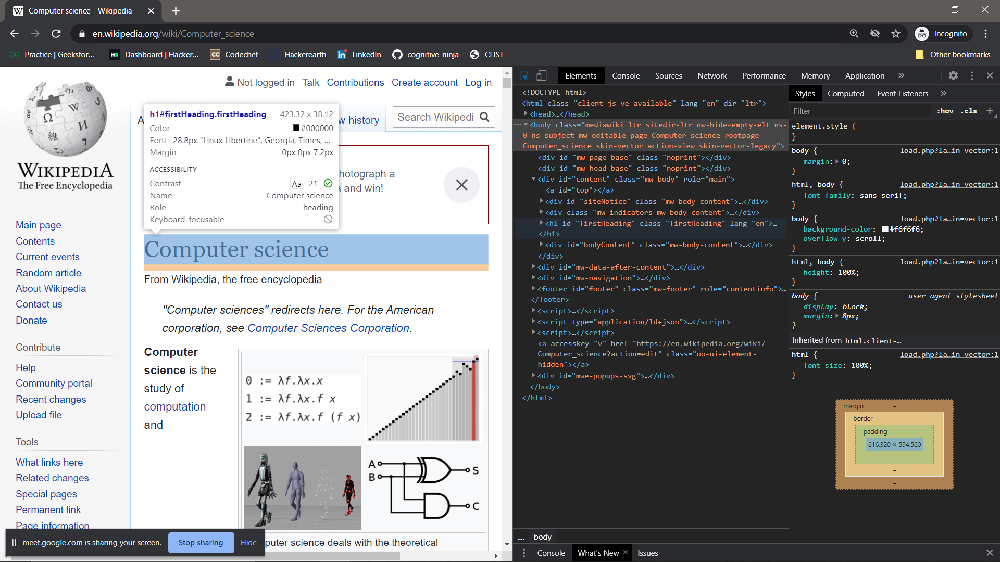 Computer science - Wikipedia
en.wikipedia.org/wiki/Computer_science
Incognito
Practice | Geeksfor...
Dashboard | Hacker...
Codechef
Hackerearth
LinkedIn
cognitive-ninja
CLIST
Other bookmarks
WIKIPEDIA
The Free Encyclopedia
Main page
Contents
Current events
Random article
About Wikipedia
Contact us
Donate
Contribute
Help
Community portal
Recent changes
Upload file
Tools
What links here
Related changes
Special pages
Permanent link
Page information
Not logged in Talk Contributions Create account Log in
w history
Search Wikipedi
h1#firstHeading.firstHeading 423.32 × 38.12
Color #000000
Font 28.8px "Linux Libertine", Georgia, Times, ...
Margin 0px 0px 7.2px
ACCESSIBILITY
Contrast Aa 21
Name Computer science
Role heading
Keyboard-focusable
hotograph a
and win!
Computer science
From Wikipedia, the free encyclopedia
"Computer sciences" redirects here. For the American
corporation, see Computer Sciences Corporation.
Computer
science is the
study of
computation
and
0 := λf.λx.x
1 := λf.λx.f x
2 := λf.λx.f (f x)
A
B
S
C
puter science deals with the theoretical
meet.google.com is sharing your screen. Stop sharing Hide
Elements Console Sources Network Performance Memory Application »
<!DOCTYPE html>
<html class="client-js ve-available" lang="en" dir="ltr">
<head>…</head>
<body class="mediawiki ltr sitedir-ltr mw-hide-empty-elt ns-
0 ns-subject mw-editable page-Computer_science rootpage-
Computer_science skin-vector action-view skin-vector-legacy">
<div id="mw-page-base" class="noprint"></div>
<div id="mw-head-base" class="noprint"></div>
<div id="content" class="mw-body" role="main">
<a id="top"></a>
<div id="siteNotice" class="mw-body-content">…</div>
<div class="mw-indicators mw-body-content">…</div>
<h1 id="firstHeading" class="firstHeading" lang="en">…
</h1>
<div id="bodyContent" class="mw-body-content">…</div>
</div>
<div id="mw-data-after-content">…</div>
<div id="mw-navigation">…</div>
<footer id="footer" class="mw-footer" role="contentinfo">…
</footer>
<script>…</script>
<script type="application/ld+json">…</script>
<script>…</script>
<a accesskey="v" href="https://en.wikipedia.org/wiki/
Computer_science?action=edit" class="oo-ui-element-
hidden"></a>
<div id="mwe-popups-svg">…</div>
</body>
</html>
... body
Console What's New Issues
Styles Computed Event Listeners »
Filter :hov .cls +
element.style {
}
body { load.php?la…in=vector:1
margin: 0;
}
html, body { load.php?la…in=vector:1
font-family: sans-serif;
}
body { load.php?la…in=vector:1
background-color: #f6f6f6;
overflow-y: scroll;
}
html, body { load.php?la…in=vector:1
height: 100%;
}
body { user agent stylesheet
display: block;
margin: 8px;
}
Inherited from html.client-…
html { load.php?la…in=vector:1
font-size: 100%;
}
margin –
border –
padding –
– – – 616.320 × 594.560 – – –
–
–
–